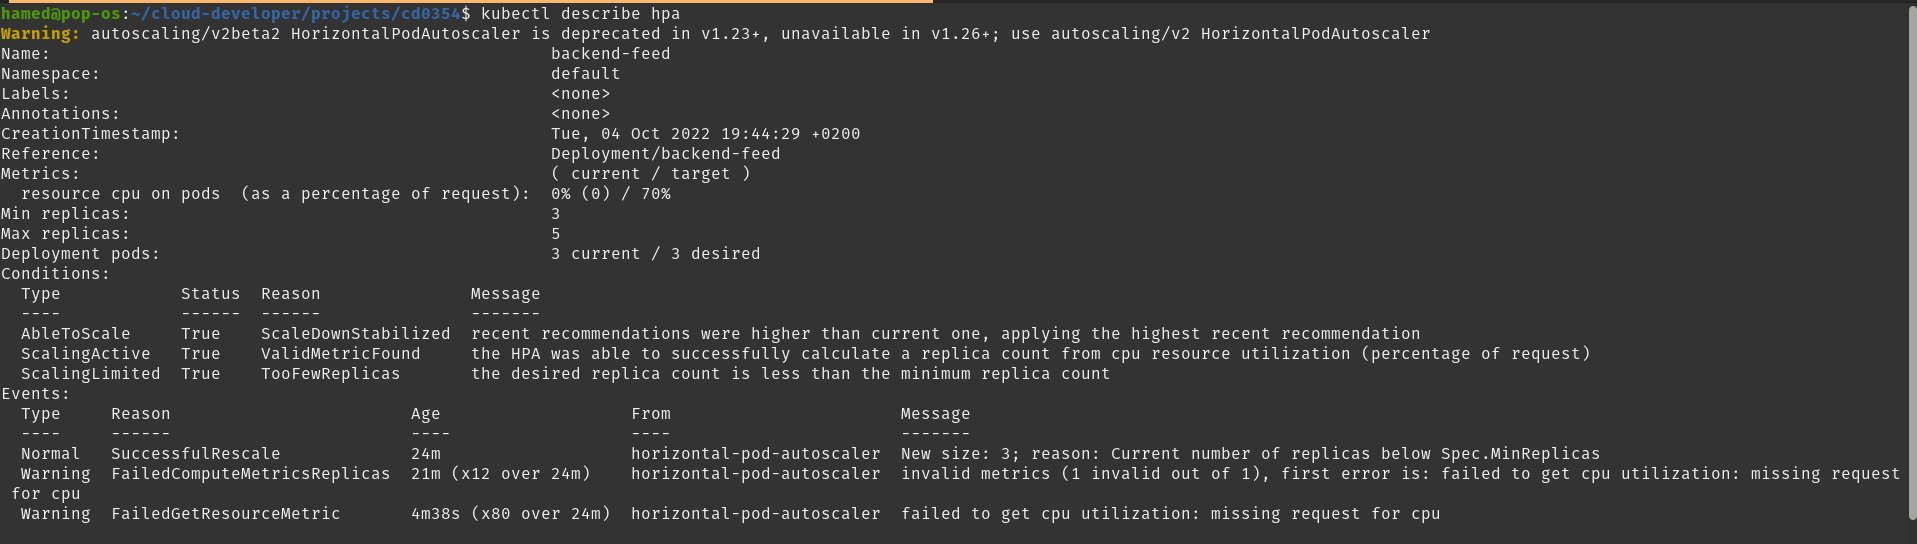 hamed@pop-os:~/cloud-developer/projects/cd0354$ kubectl describe hpa
Warning: autoscaling/v2beta2 HorizontalPodAutoscaler is deprecated in v1.23+, unavailable in v1.26+; use autoscaling/v2 HorizontalPodAutoscaler
Name:                                                  backend-feed
Namespace:                                             default
Labels:                                                <none>
Annotations:                                           <none>
CreationTimestamp:                                     Tue, 04 Oct 2022 19:44:29 +0200
Reference:                                             Deployment/backend-feed
Metrics:                                               ( current / target )
  resource cpu on pods  (as a percentage of request):  0% (0) / 70%
Min replicas:                                          3
Max replicas:                                          5
Deployment pods:                                       3 current / 3 desired
Conditions:
  Type            Status  Reason               Message
  ----            ------  ------               -------
  AbleToScale     True    ScaleDownStabilized  recent recommendations were higher than current one, applying the highest recent recommendation
  ScalingActive   True    ValidMetricFound     the HPA was able to successfully calculate a replica count from cpu resource utilization (percentage of request)
  ScalingLimited  True    TooFewReplicas       the desired replica count is less than the minimum replica count
Events:
  Type     Reason                        Age                   From                       Message
  ----     ------                        ----                  ----                       -------
  Normal   SuccessfulRescale             24m                   horizontal-pod-autoscaler  New size: 3; reason: Current number of replicas below Spec.MinReplicas
  Warning  FailedComputeMetricsReplicas  21m (x12 over 24m)    horizontal-pod-autoscaler  invalid metrics (1 invalid out of 1), first error is: failed to get cpu utilization: missing request
 for cpu
  Warning  FailedGetResourceMetric       4m38s (x80 over 24m)  horizontal-pod-autoscaler  failed to get cpu utilization: missing request for cpu